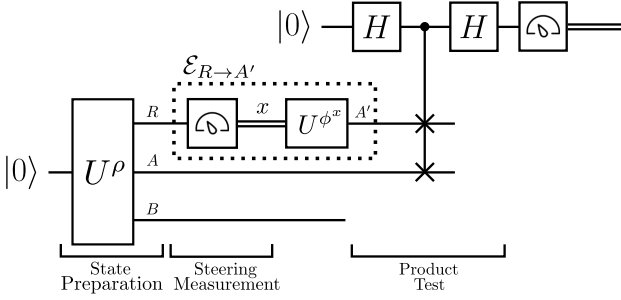 |0⟩ H H
ℰ_{R→A'}
R x U^{φ^x} A'
|0⟩ U^ρ A
B
State Preparation
Steering Measurement
Product Test